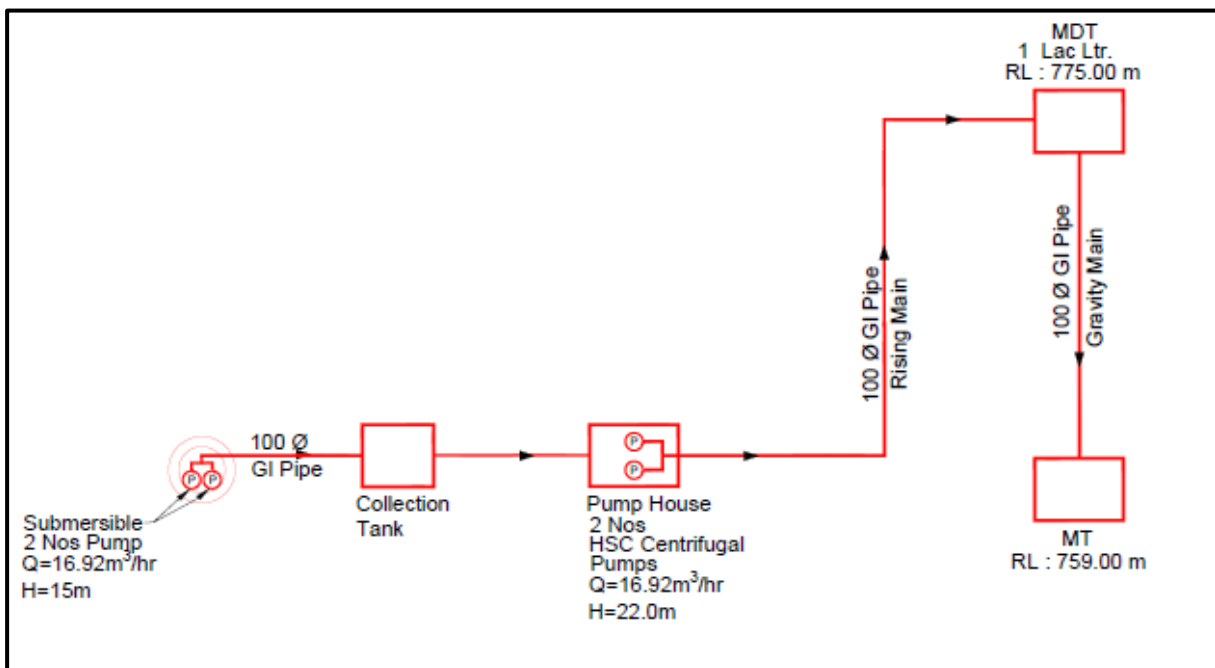 MDT
1 Lac Ltr.
RL : 775.00 m
100 Ø GI Pipe
Rising Main
100 Ø GI Pipe
Gravity Main
100 Ø
GI Pipe
P
P
P
P
Submersible
2 Nos Pump
Q=16.92m³/hr
H=15m
Collection
Tank
Pump House
2 Nos
HSC Centrifugal
Pumps
Q=16.92m³/hr
H=22.0m
MT
RL : 759.00 m